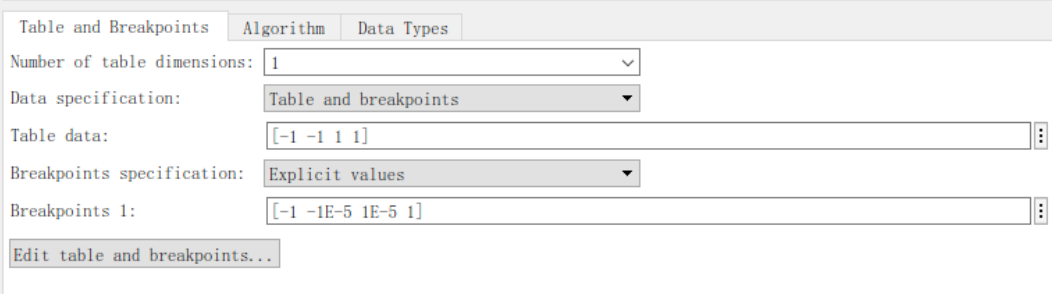 Table and Breakpoints Algorithm Data Types
Number of table dimensions: 1
Data specification: Table and breakpoints
Table data: [-1 -1 1 1]
Breakpoints specification: Explicit values
Breakpoints 1: [-1 -1E-5 1E-5 1]
Edit table and breakpoints...